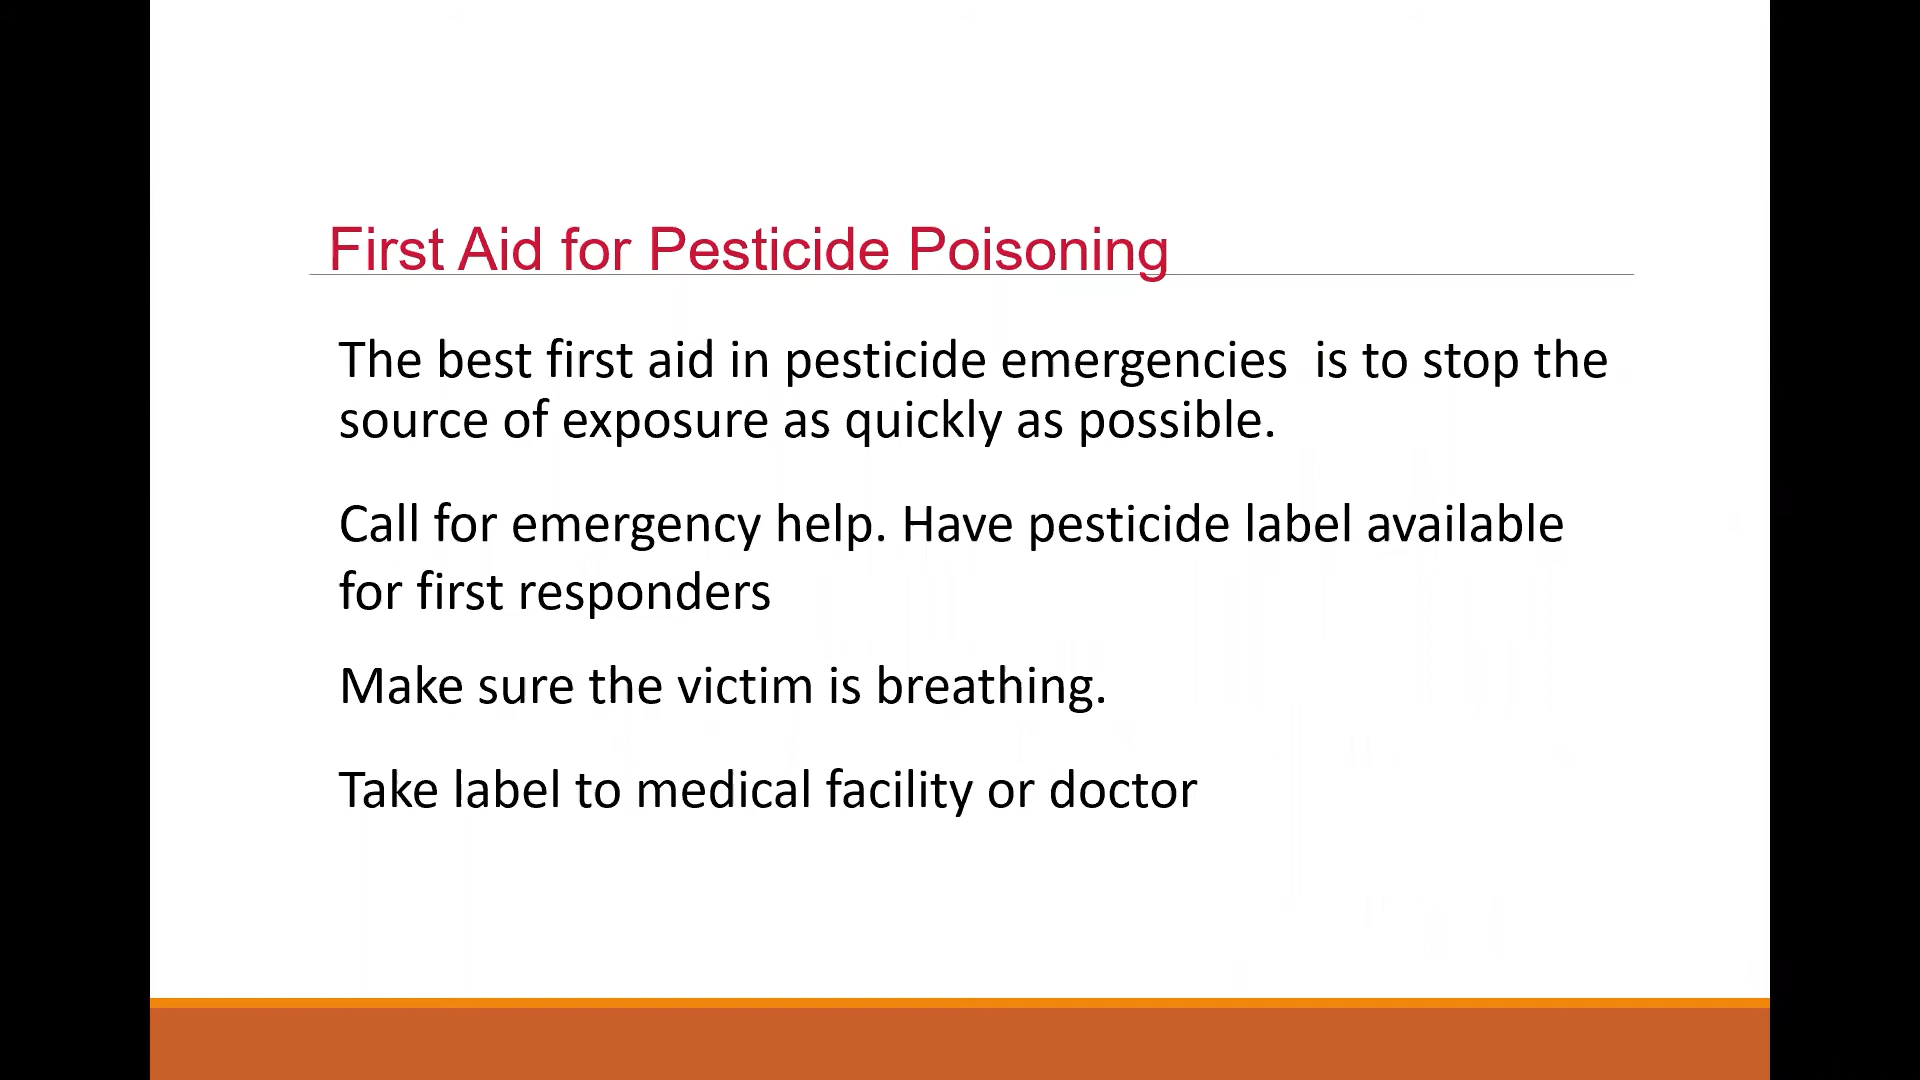 First Aid for Pesticide Poisoning
The best first aid in pesticide emergencies  is to stop the
source of exposure as quickly as possible.
Call for emergency help. Have pesticide label available
for first responders
Make sure the victim is breathing.
Take label to medical facility or doctor